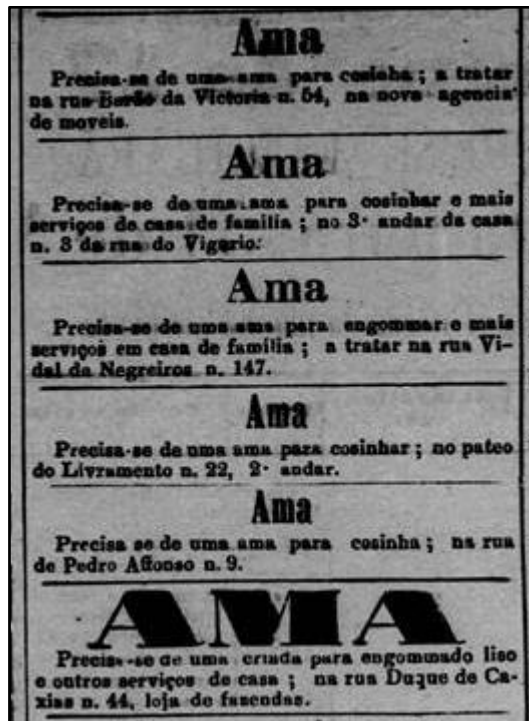 Ama
Precisa-se de uma ama para cosinha ; a tratar
na rua Barão da Victoria n. 54, na nova agencia
de moveis.
Ama
Precisa-se de uma ama para cosinhar e mais
serviços de casa de familia ; no 3· andar da casa
n. 3 da rua do Vigario.
Ama
Precisa-se de uma ama para engommar e mais
serviços em casa de familia ; a tratar na rua Vi-
dal de Negreiros n. 147.
Ama
Precisa-se de uma ama para cosinhar ; no pateo
do Livramento n. 22, 2· andar.
Ama
Precisa se de uma ama para cosinha ; na rua
de Pedro Affonso n. 9.
AMA
Precisa-se de uma criada para engommado liso
e outros serviços de casa ; na rua Duque de Ca-
xias n. 44, loja de fasendas.